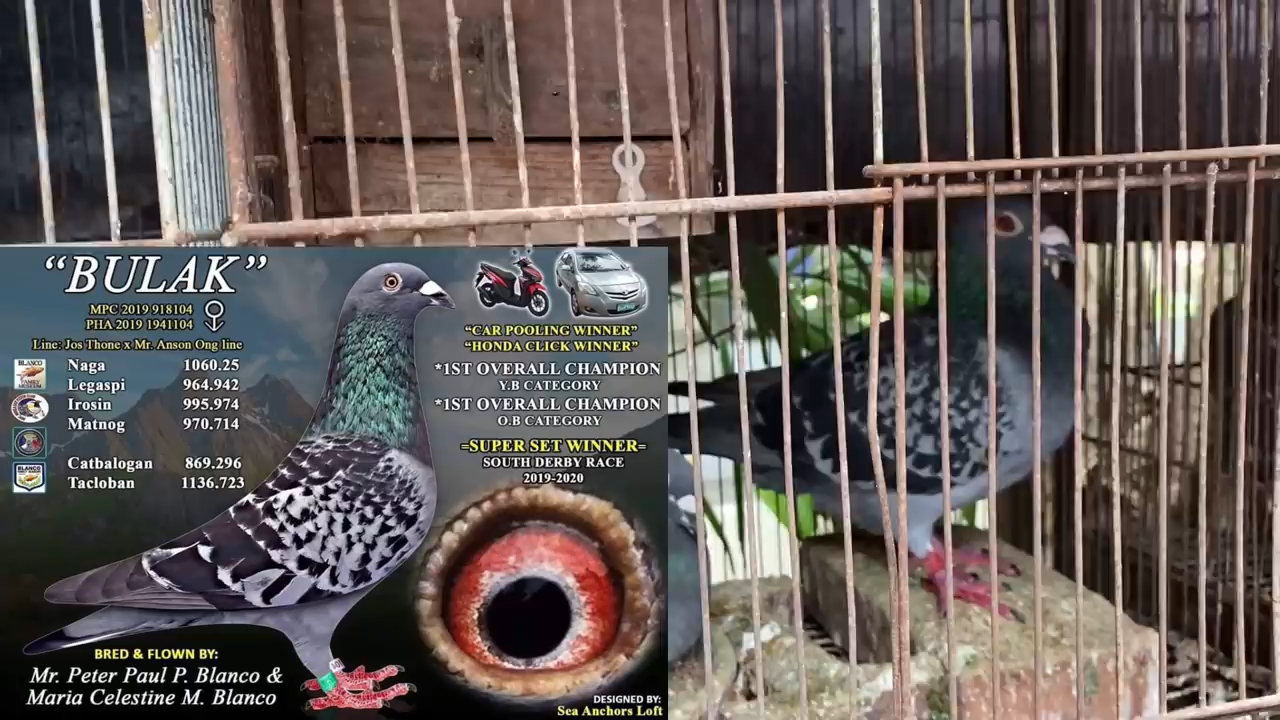 “BULAK”
MPC 2019 918104
PHA 2019 1941104
Line: Jos Thone x Mr. Anson Ong line
Naga 1060.25
Legaspi 964.942
Irosin 995.974
Matnog 970.714
Catbalogan 869.296
Tacloban 1136.723
BRED & FLOWN BY:
Mr. Peter Paul P. Blanco &
Maria Celestine M. Blanco
“CAR POOLING WINNER”
“HONDA CLICK WINNER”
*1ST OVERALL CHAMPION
Y.B CATEGORY
*1ST OVERALL CHAMPION
O.B CATEGORY
=SUPER SET WINNER=
SOUTH DERBY RACE
2019-2020
DESIGNED BY:
Sea Anchors Loft